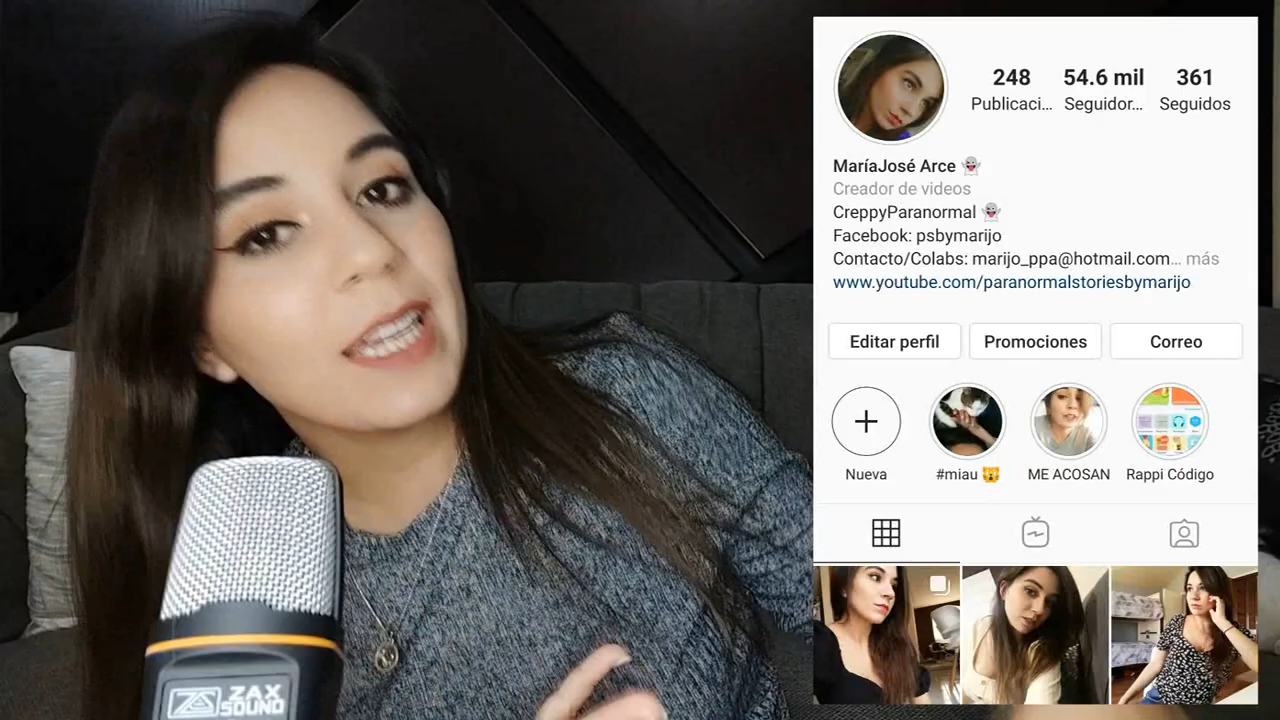 248 54.6 mil 361
Publicaci... Seguidor... Seguidos
MaríaJosé Arce 👻
Creador de videos
CreppyParanormal 👻
Facebook: psbymarijo
Contacto/Colabs: marijo_ppa@hotmail.com... más
www.youtube.com/paranormalstoriesbymarijo
Editar perfil Promociones Correo
Nueva #miau 🐱 ME ACOSAN Rappi Código
ZAX
SOUND